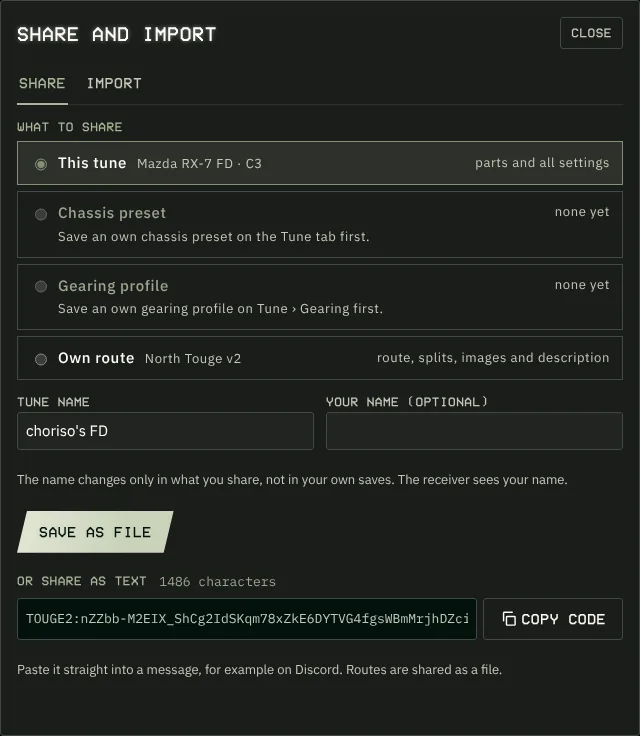 SHARE AND IMPORT
CLOSE
SHARE IMPORT
WHAT TO SHARE
This tune Mazda RX-7 FD · C3 parts and all settings
Chassis preset none yet
Save an own chassis preset on the Tune tab first.
Gearing profile none yet
Save an own gearing profile on Tune › Gearing first.
Own route North Touge v2 route, splits, images and description
TUNE NAME YOUR NAME (OPTIONAL)
choriso's FD
The name changes only in what you share, not in your own saves. The receiver sees your name.
SAVE AS FILE
OR SHARE AS TEXT 1486 characters
TOUGE2:nZZbb-M2EIX_ShCg2IdSKqm78xZkE6DYTVG4fgsWBmMrjhDZci COPY CODE
Paste it straight into a message, for example on Discord. Routes are shared as a file.